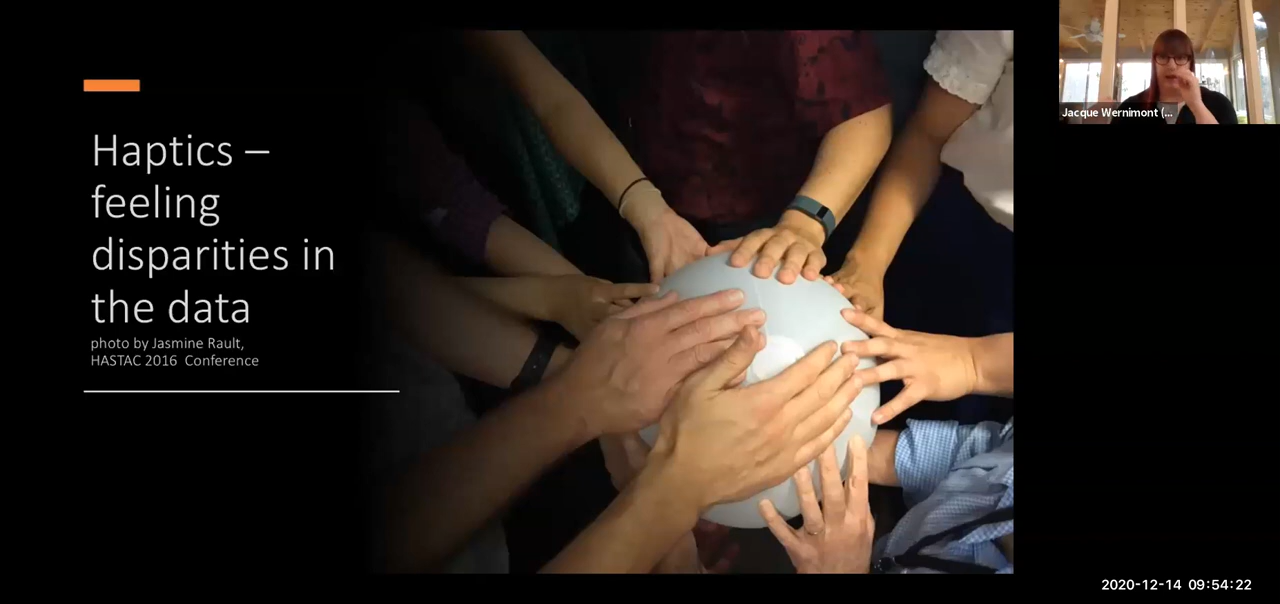 Haptics –
feeling
disparities in
the data
photo by Jasmine Rault,
HASTAC 2016 Conference
Jacque Wernimont (...
2020-12-14 09:54:22